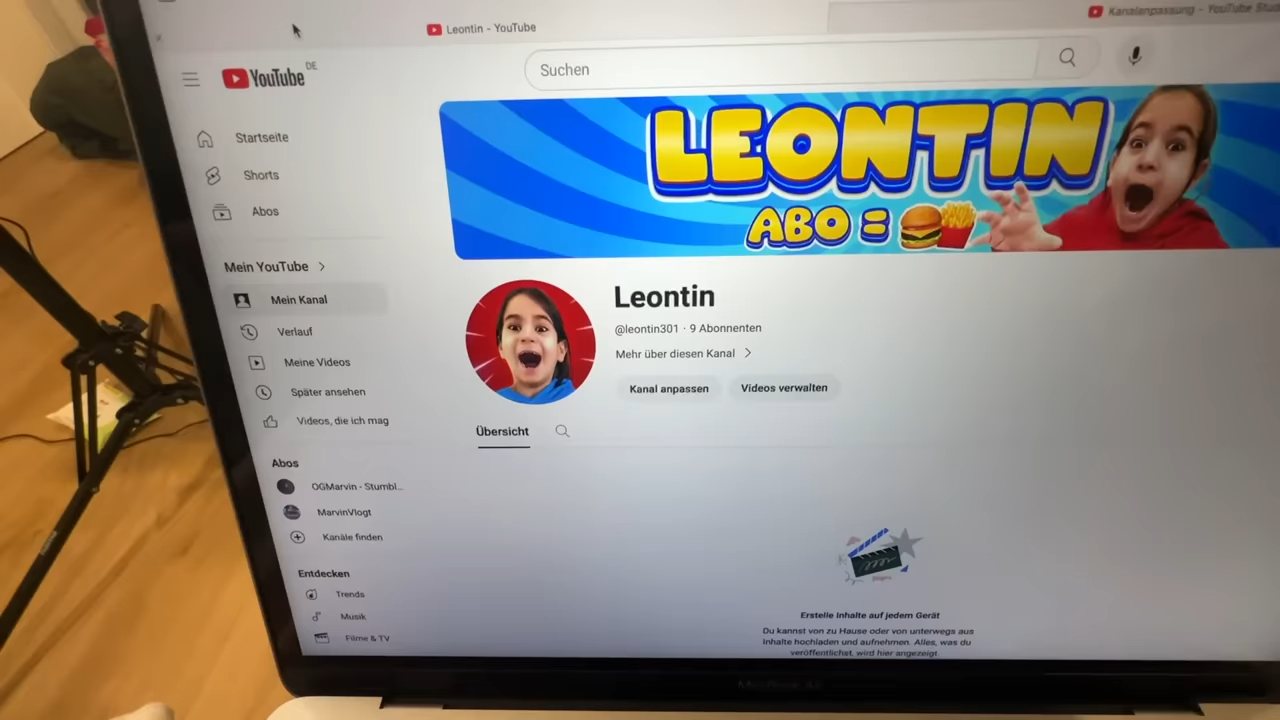 Leontin - YouTube
Kanalanpassung - YouTube Stud
YouTube DE
Suchen
Startseite
Shorts
Abos
Mein YouTube
Mein Kanal
Verlauf
Meine Videos
Später ansehen
Videos, die ich mag
Abos
OGMarvin - Stumbl...
MarvinVlogt
Kanäle finden
Entdecken
Trends
Musik
Filme & TV
LEONTIN
ABO =
Leontin
@leontin301 · 9 Abonnenten
Mehr über diesen Kanal
Kanal anpassen
Videos verwalten
Übersicht
Erstelle Inhalte auf jedem Gerät
Du kannst von zu Hause oder von unterwegs aus
Inhalte hochladen und aufnehmen. Alles, was du
veröffentlichst, wird hier angezeigt.